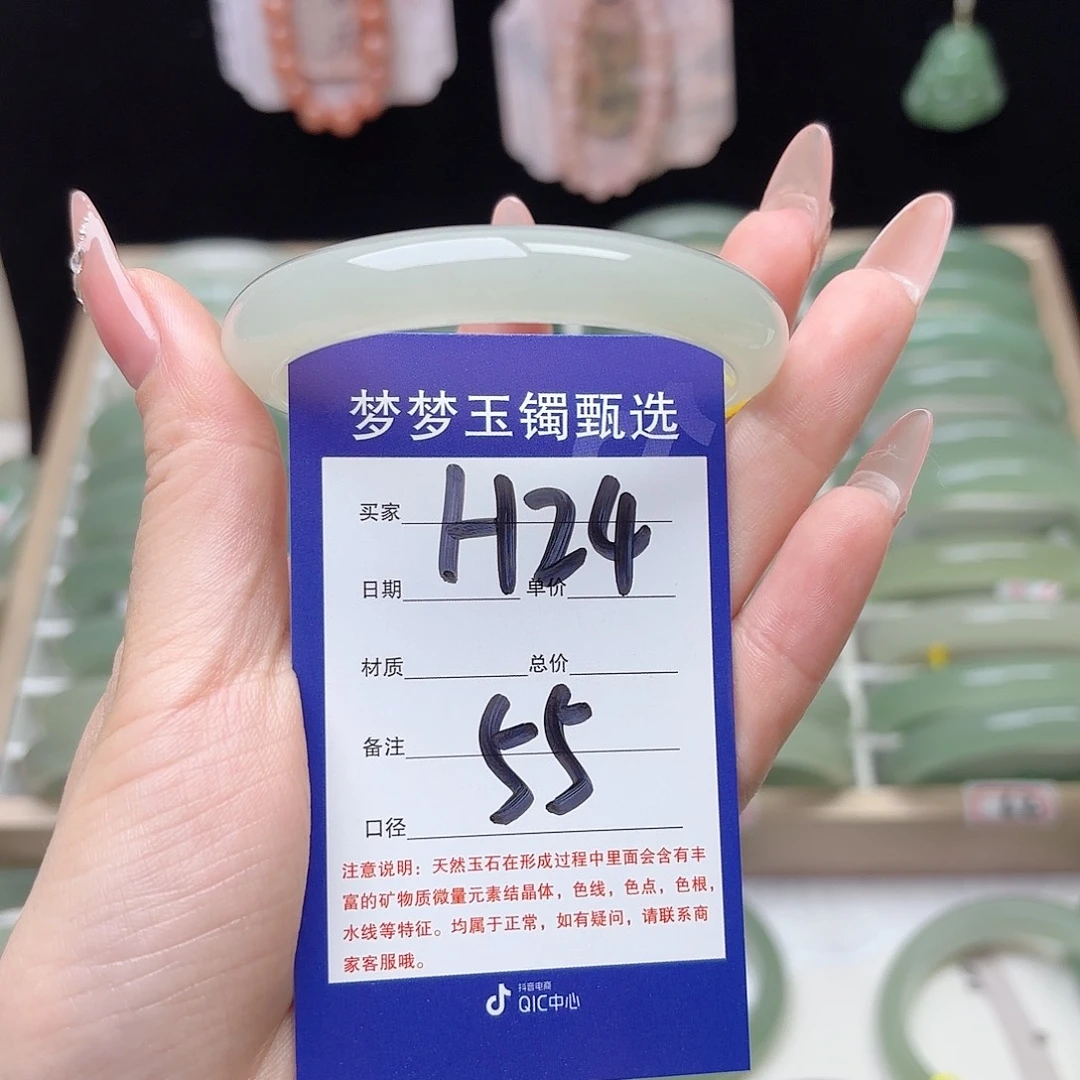 梦梦玉镯甄选
买家 H24
日期 单价
材质 总价
备注 55
口径
注意说明：天然玉石在形成过程中里面会含有丰
富的矿物质微量元素结晶体，色线，色点，色根，
水线等特征。均属于正常，如有疑问，请联系商
家客服哦。
抖音电商
QIC中心